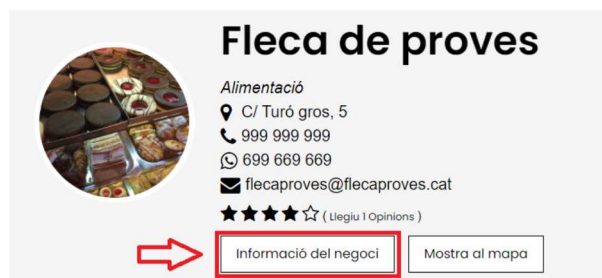 Fleca de proves
Alimentació
C/ Turó gros, 5
999 999 999
699 669 669
flecaproves@flecaproves.cat
( Llegiu 1 Opinions )
Informació del negoci
Mostra al mapa